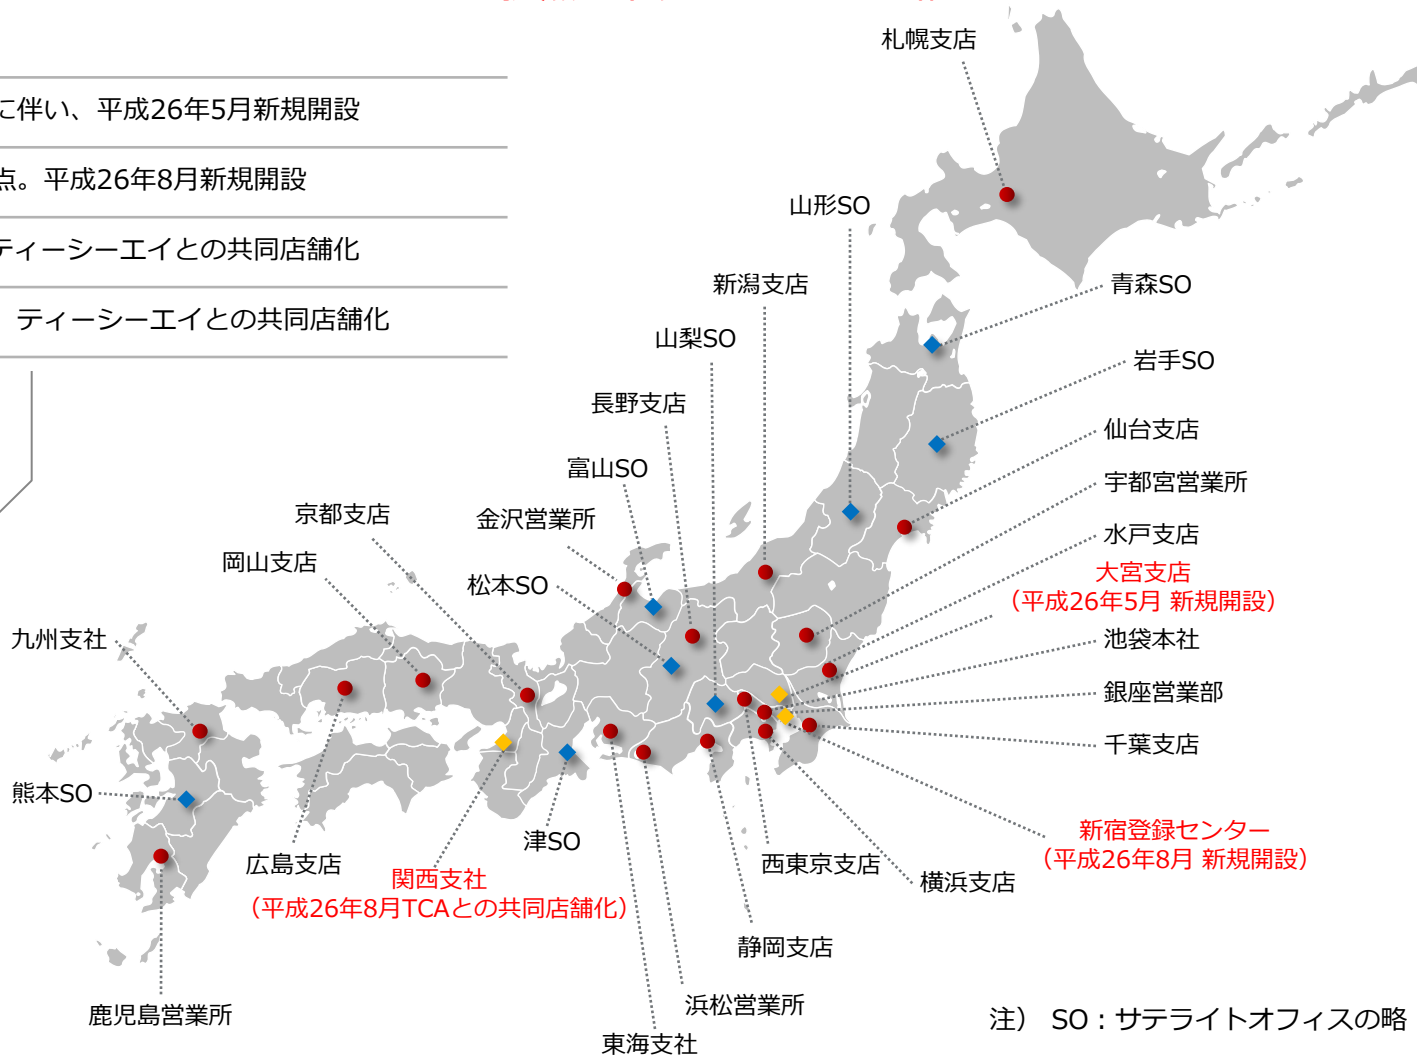 に伴い、平成26年5月新規開設
点。平成26年8月新規開設
ティーシーエイとの共同店舗化
ティーシーエイとの共同店舗化
札幌支店
山形SO
新潟支店
青森SO
山梨SO
岩手SO
長野支店
仙台支店
富山SO
宇都宮営業所
京都支店
金沢営業所
水戸支店
岡山支店
大宮支店
（平成26年5月 新規開設）
松本SO
九州支社
池袋本社
銀座営業部
千葉支店
熊本SO
新宿登録センター
（平成26年8月 新規開設）
津SO
広島支店
西東京支店
関西支社
（平成26年8月TCAとの共同店舗化）
横浜支店
静岡支店
浜松営業所
鹿児島営業所
東海支社
注） SO：サテライトオフィスの略